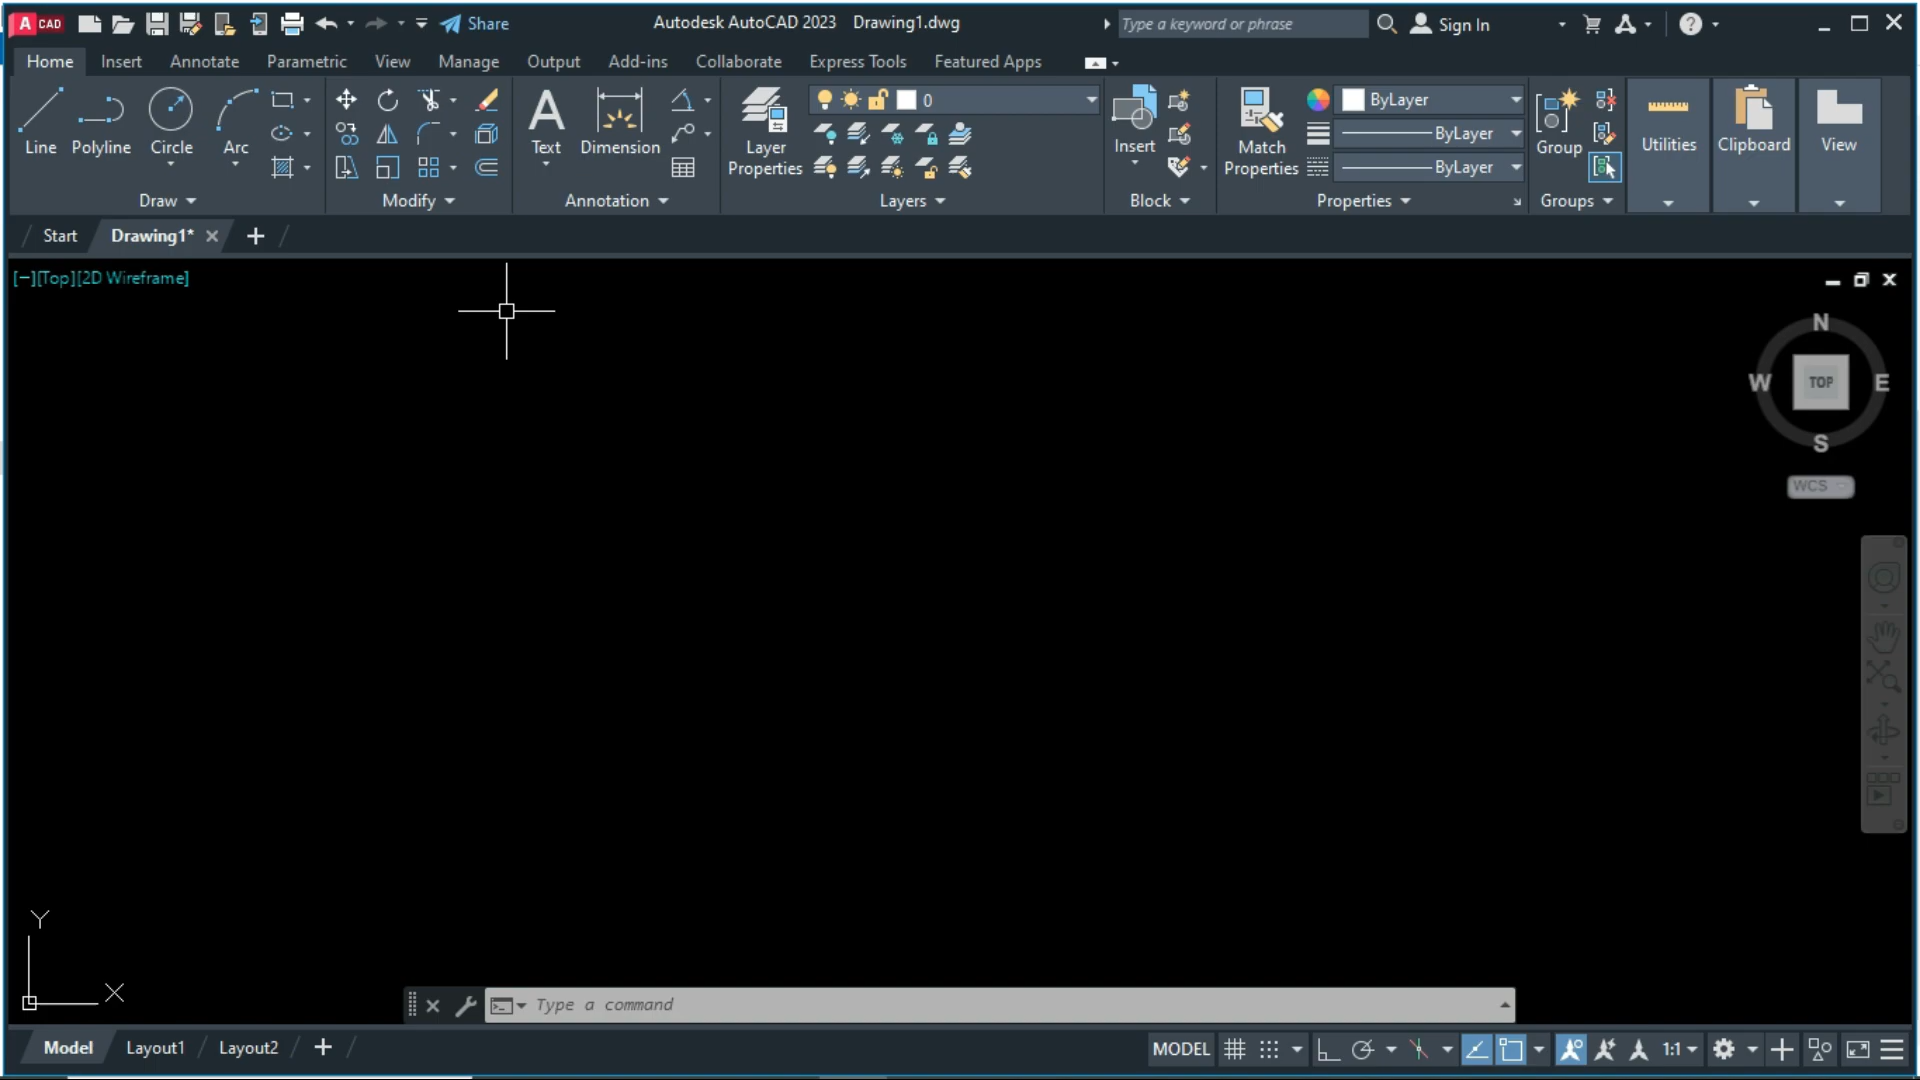 A CAD Share Autodesk AutoCAD 2023 Drawing1.dwg Type a keyword or phrase Sign In
Home Insert Annotate Parametric View Manage Output Add-ins Collaborate Express Tools Featured Apps
Line Polyline Circle Arc
Text Dimension
Layer Properties
0
Insert
Match Properties
ByLayer
ByLayer
ByLayer
Group
Utilities
Clipboard
View
Draw Modify Annotation Layers Block Properties Groups
Start Drawing1*
[−][Top][2D Wireframe]
N
W TOP E
S
WCS
Y
X
Type a command
Model Layout1 Layout2
MODEL 1:1